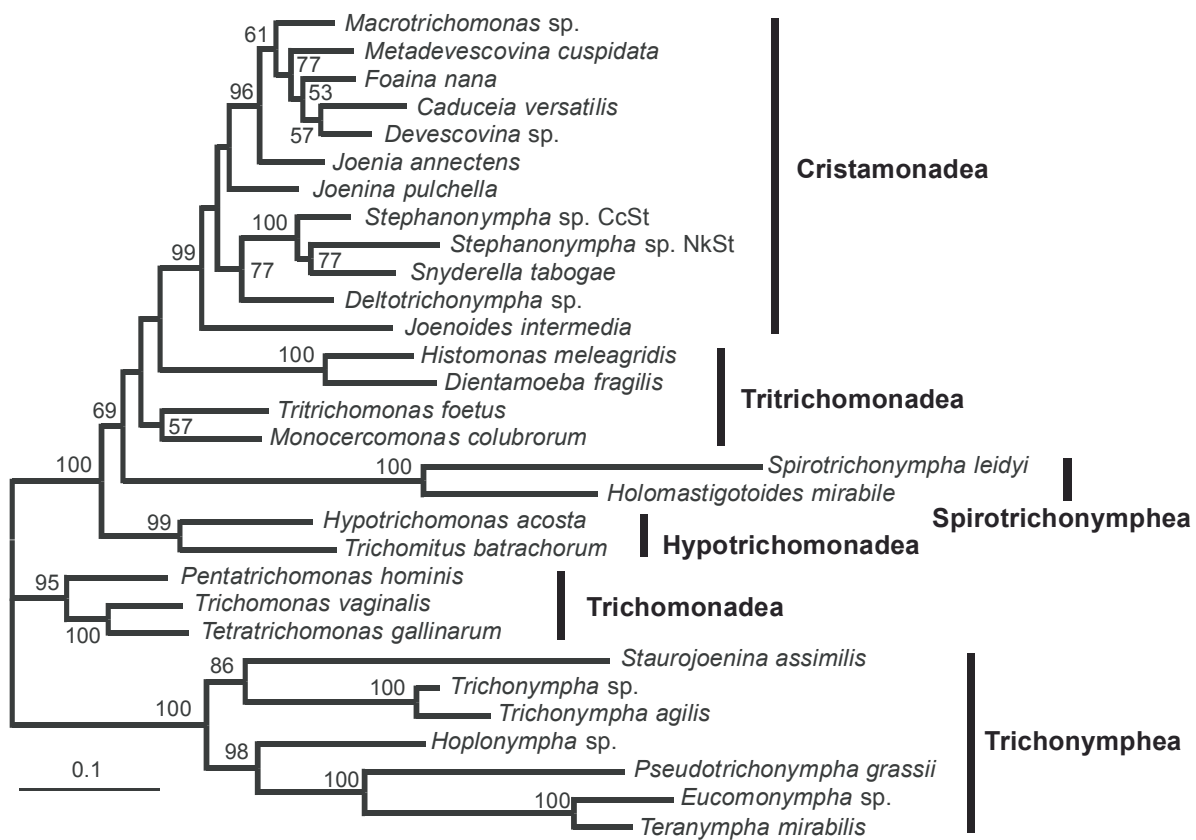 Macrotrichomonas sp.
61
Metadevescovina cuspidata
77
Foaina nana
96
53
Caduceia versatilis
57
Devescovina sp.
Joenia annectens
Cristamonadea
Joenina pulchella
Stephanonympha sp. CcSt
100
Stephanonympha sp. NkSt
99
77
77
Snyderella tabogae
Deltotrichonympha sp.
Joenoides intermedia
100
Histomonas meleagridis
Dientamoeba fragilis
Tritrichomonadea
69
Tritrichomonas foetus
57
Monocercomonas colubrorum
100
100
Spirotrichonympha leidyi
Holomastigotoides mirabile
Spirotrichonymphea
99
Hypotrichomonas acosta
Trichomitus batrachorum
Hypotrichomonadea
95
Pentatrichomonas hominis
Trichomonas vaginalis
Trichomonadea
100
Tetratrichomonas gallinarum
86
Staurojoenina assimilis
100
Trichonympha sp.
100
Trichonympha agilis
Hoplonympha sp.
Trichonymphea
98
0.1
100
Pseudotrichonympha grassii
100
Eucomonympha sp.
Teranympha mirabilis